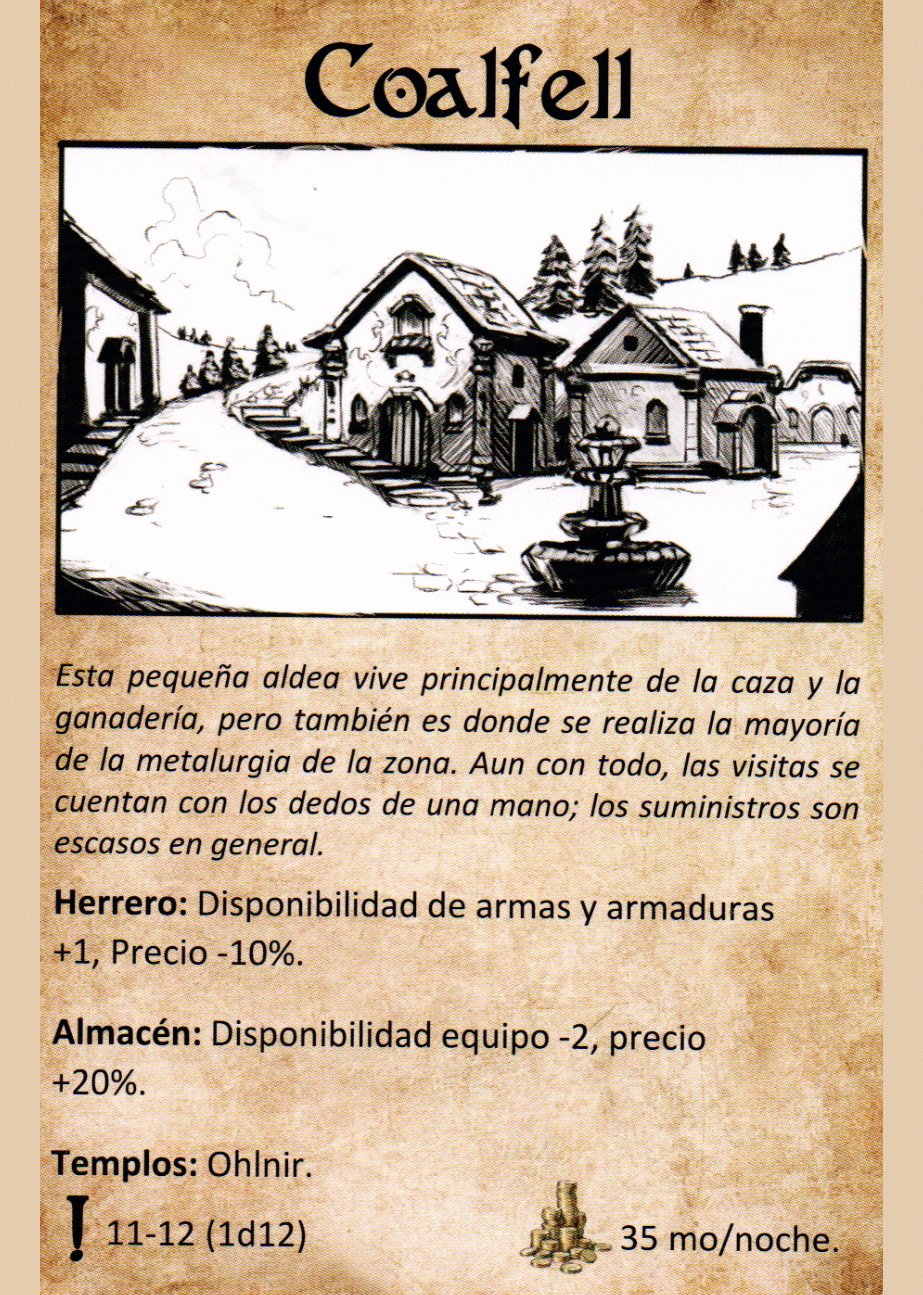 Coalfell
Esta pequeña aldea vive principalmente de la caza y la
ganadería, pero también es donde se realiza la mayoría
de la metalurgia de la zona. Aun con todo, las visitas se
cuentan con los dedos de una mano; los suministros son
escasos en general.
Herrero: Disponibilidad de armas y armaduras
+1, Precio -10%.
Almacén: Disponibilidad equipo -2, precio
+20%.
Templos: Ohlnir.
! 11-12 (1d12)
35 mo/noche.